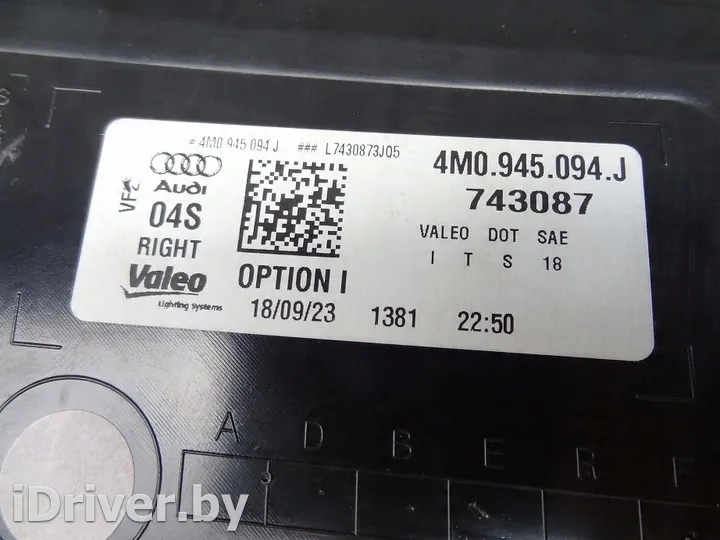 # 4M0 945 094 J ### L7430873JQ5
4M0.945.094.J
743087
Audi
04S
RIGHT
VALEO DOT SAE
I T S 18
Valeo
Lighting Systems
OPTION I
18/09/23 1381 22:50
A D B E R F
iDriver.by